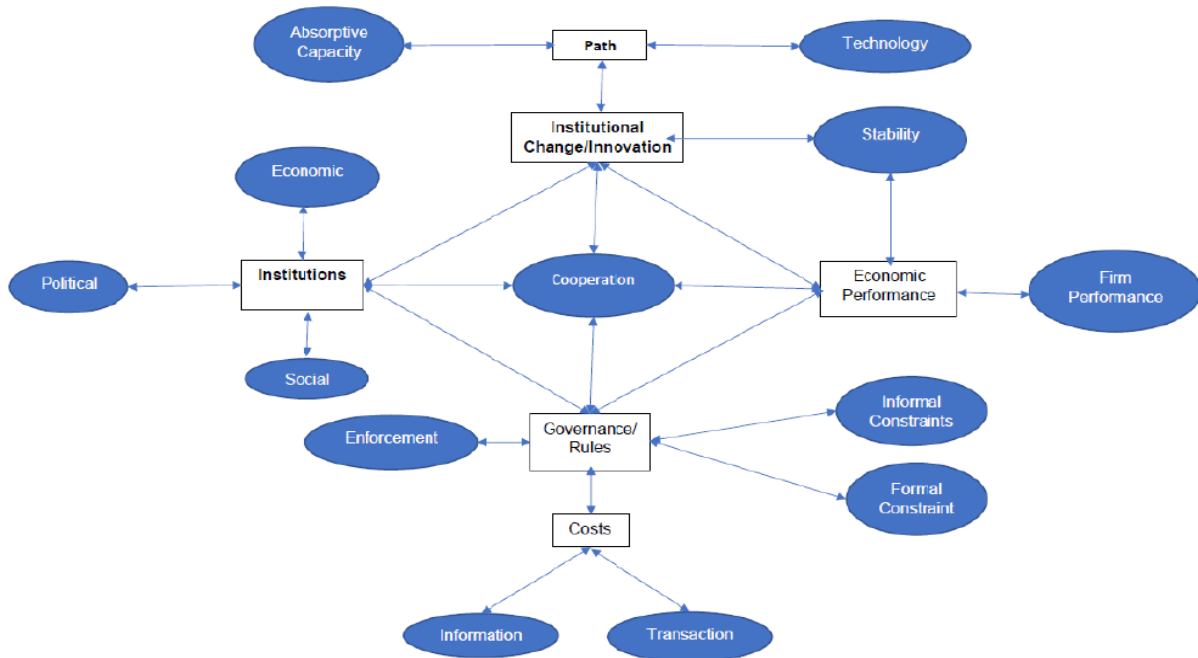 Absorptive
Capacity
Path
Technology
Institutional
Change/Innovation
Stability
Economic
Political
Institutions
Cooperation
Economic
Performance
Firm
Performance
Social
Informal
Constraints
Enforcement
Governance/
Rules
Formal
Constraint
Costs
Information
Transaction